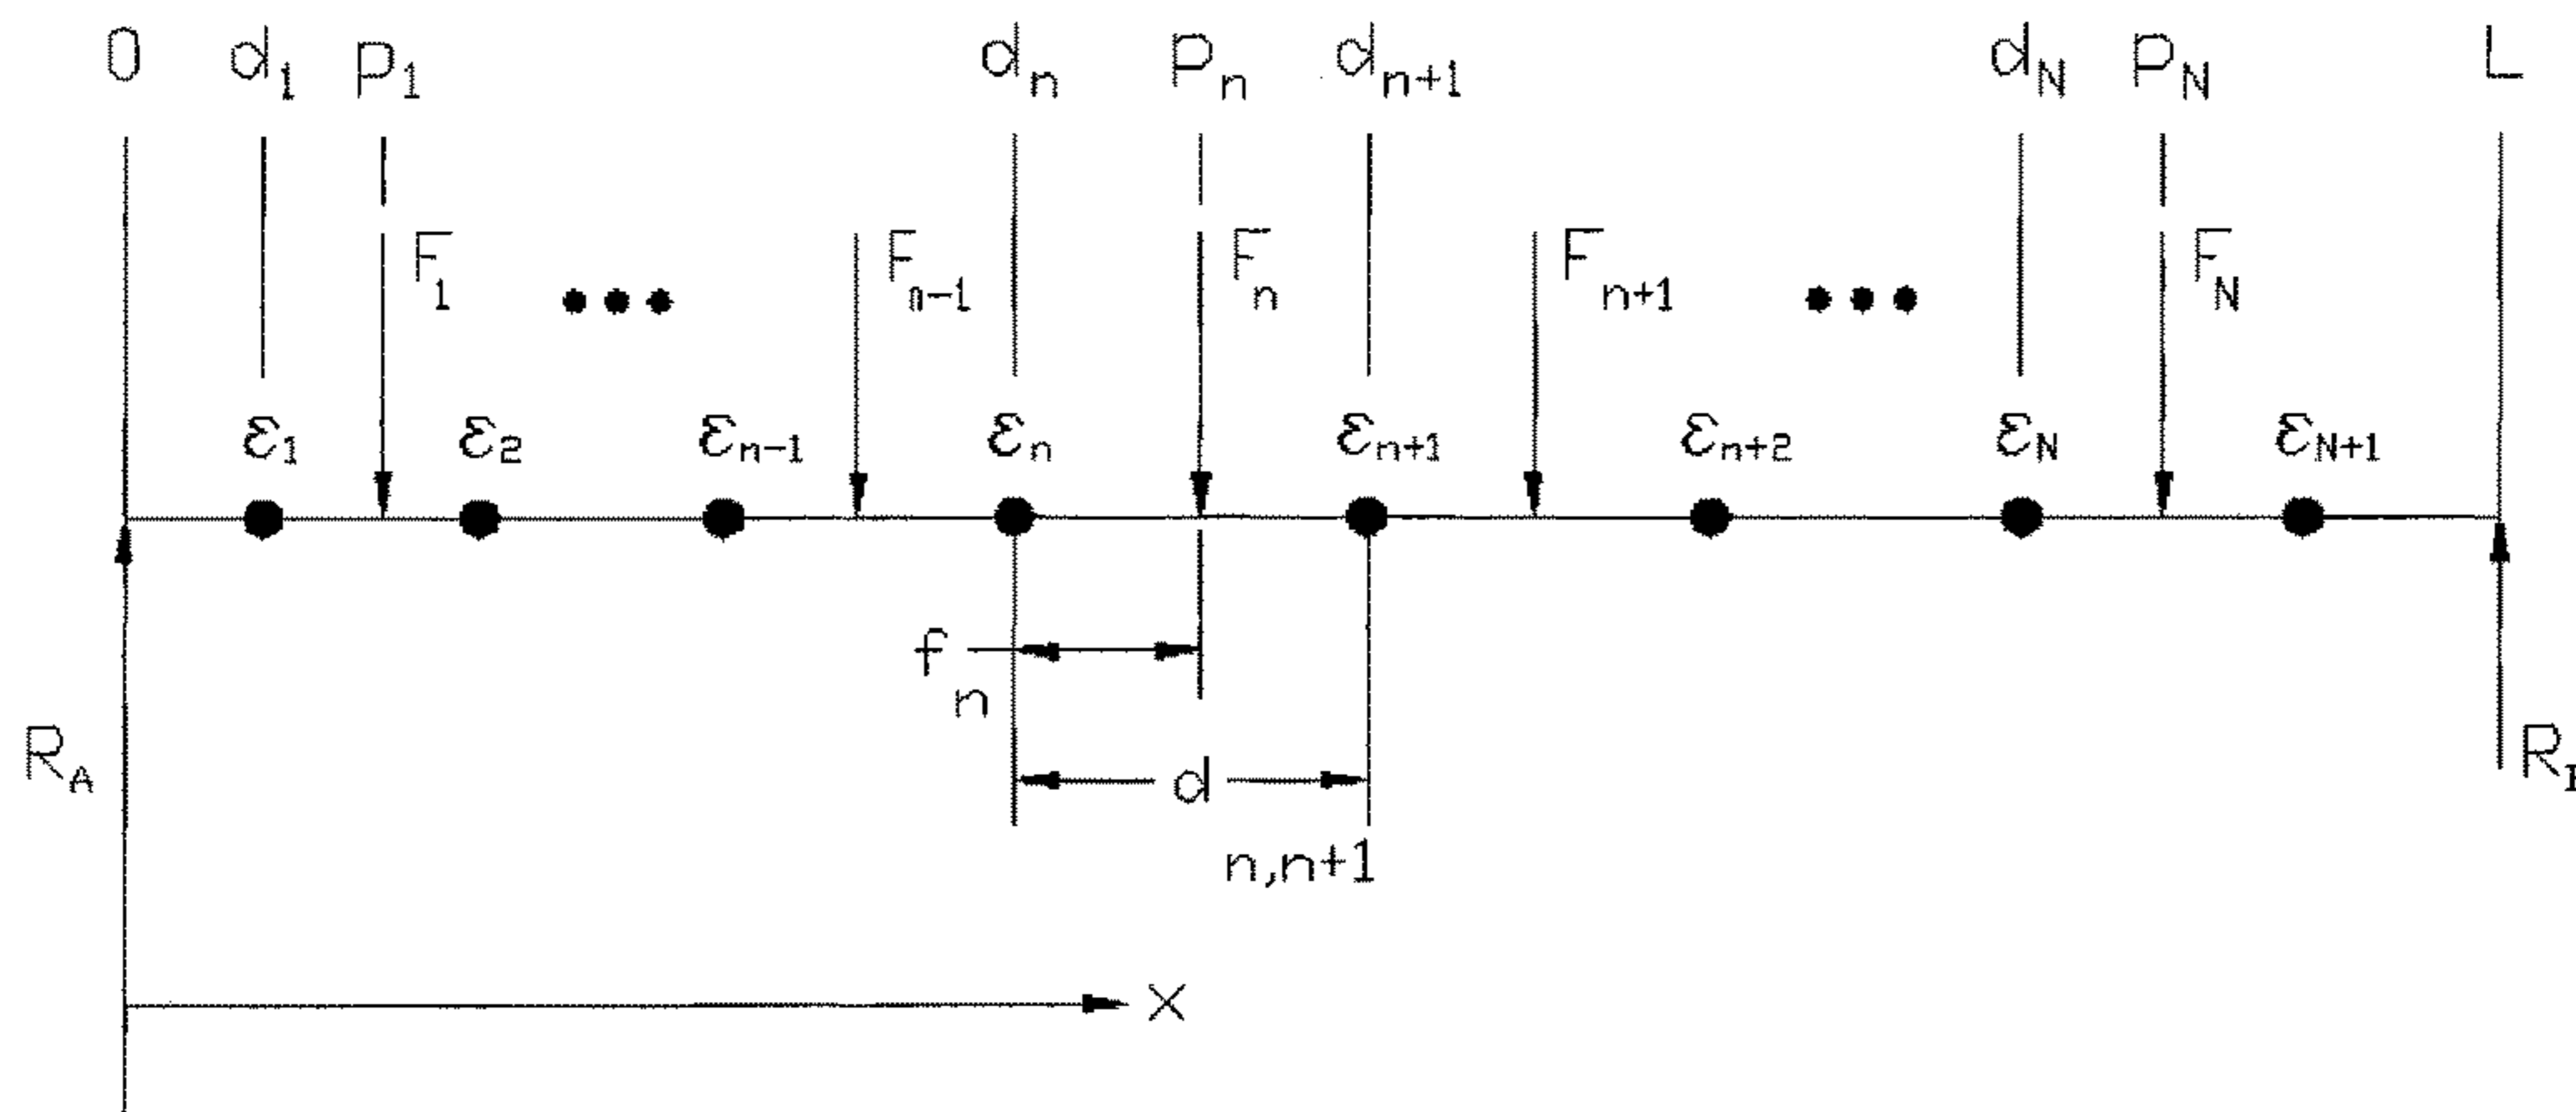 0 d1 p1 dn pn dn+1 dN pN L
F1 Fn-1 Fn Fn+1 FN
ε1 ε2 εn-1 εn εn+1 εn+2 εN εN+1
fn
RA d RB
n,n+1
x